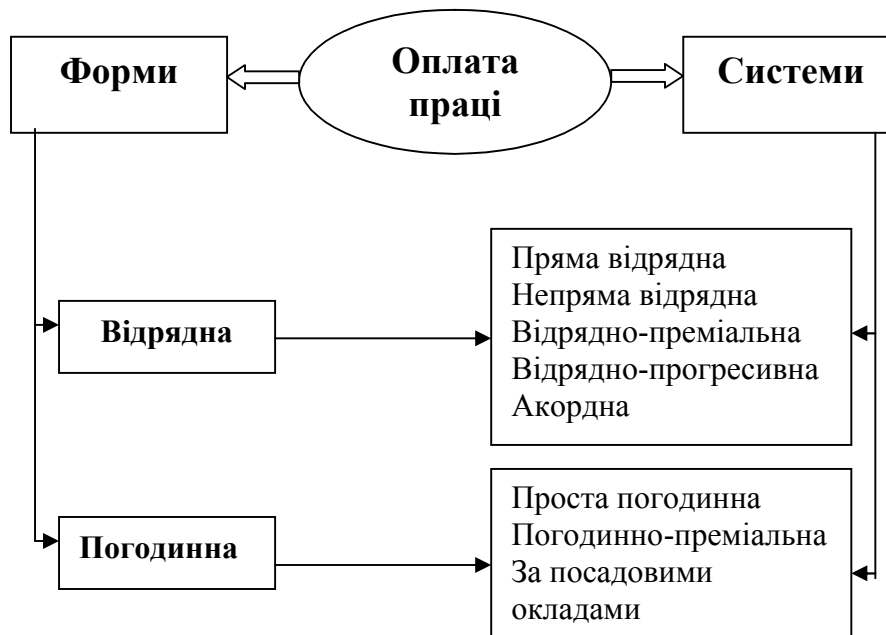 Форми
Оплата
праці
Системи
Відрядна
Пряма відрядна
Непряма відрядна
Відрядно-преміальна
Відрядно-прогресивна
Акордна
Погодинна
Проста погодинна
Погодинно-преміальна
За посадовими
окладами